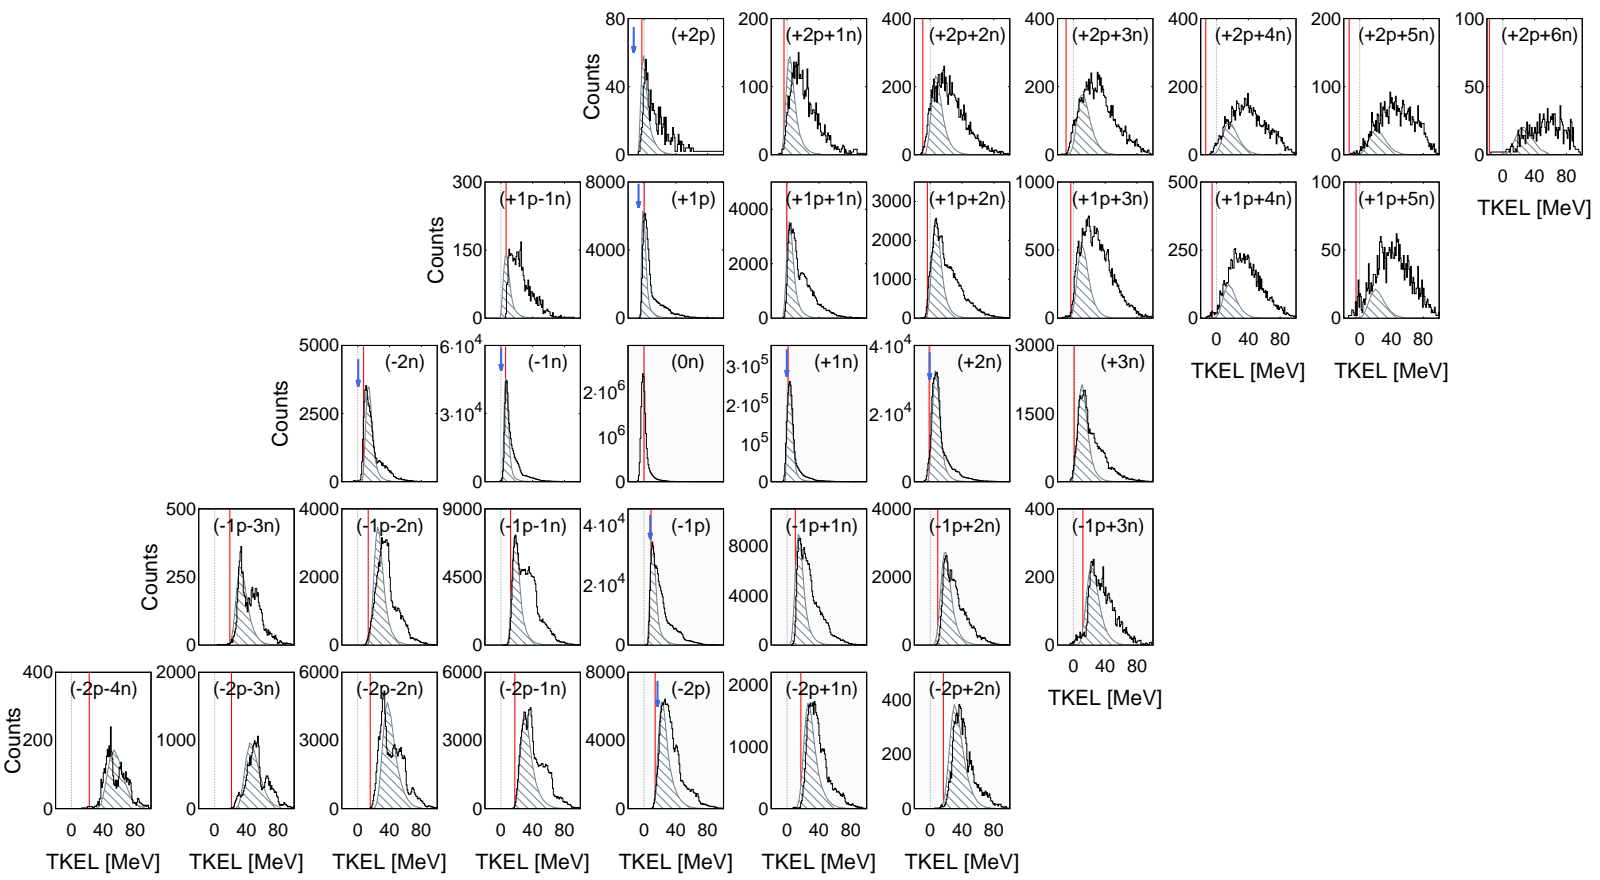 80 (+2p) 200 (+2p+1n) 400 (+2p+2n) 400 (+2p+3n) 400 (+2p+4n) 200 (+2p+5n) 100 (+2p+6n)
Counts
40 100 200 200 200 100 50
0 0 0 0 0 0 0
0 40 80
TKEL [MeV]
300 (+1p-1n) 8000 (+1p) (+1p+1n) (+1p+2n) 1000 (+1p+3n) 500 (+1p+4n) 100 (+1p+5n)
4000 3000
Counts
150 4000 2000 2000 1000 500 250 50
0 0 0 0 0 0 0
0 40 80 0 40 80
TKEL [MeV] TKEL [MeV]
5000 (-2n) 6·10⁴ (-1n) (0n) (+1n) 4·10⁴ (+2n) 3000 (+3n)
2·10⁶ 3·10⁵
Counts
2500 3·10⁴ 10⁶ 2·10⁵ 10⁵ 2·10⁴ 1500
0 0 0 0 0 0
500 (-1p-3n) 4000 (-1p-2n) 9000 (-1p-1n) 4·10⁴ (-1p) (-1p+1n) 4000 (-1p+2n) 400 (-1p+3n)
8000
Counts
250 2000 4500 2·10⁴ 4000 2000 200
0 0 0 0 0 0 0
0 40 80
TKEL [MeV]
400 (-2p-4n) 2000 (-2p-3n) 6000 (-2p-2n) 6000 (-2p-1n) 8000 (-2p) 2000 (-2p+1n) (-2p+2n)
400
Counts
200 1000 3000 3000 4000 1000 200
0 0 0 0 0 0 0
0 40 80 0 40 80 0 40 80 0 40 80 0 40 80 0 40 80 0 40 80
TKEL [MeV] TKEL [MeV] TKEL [MeV] TKEL [MeV] TKEL [MeV] TKEL [MeV] TKEL [MeV]